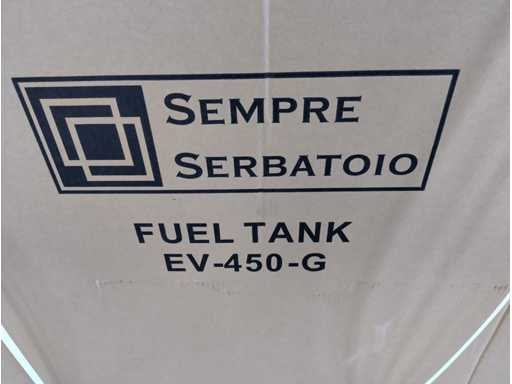 SEMPRE
SERBATOIO
FUEL TANK
EV-450-G